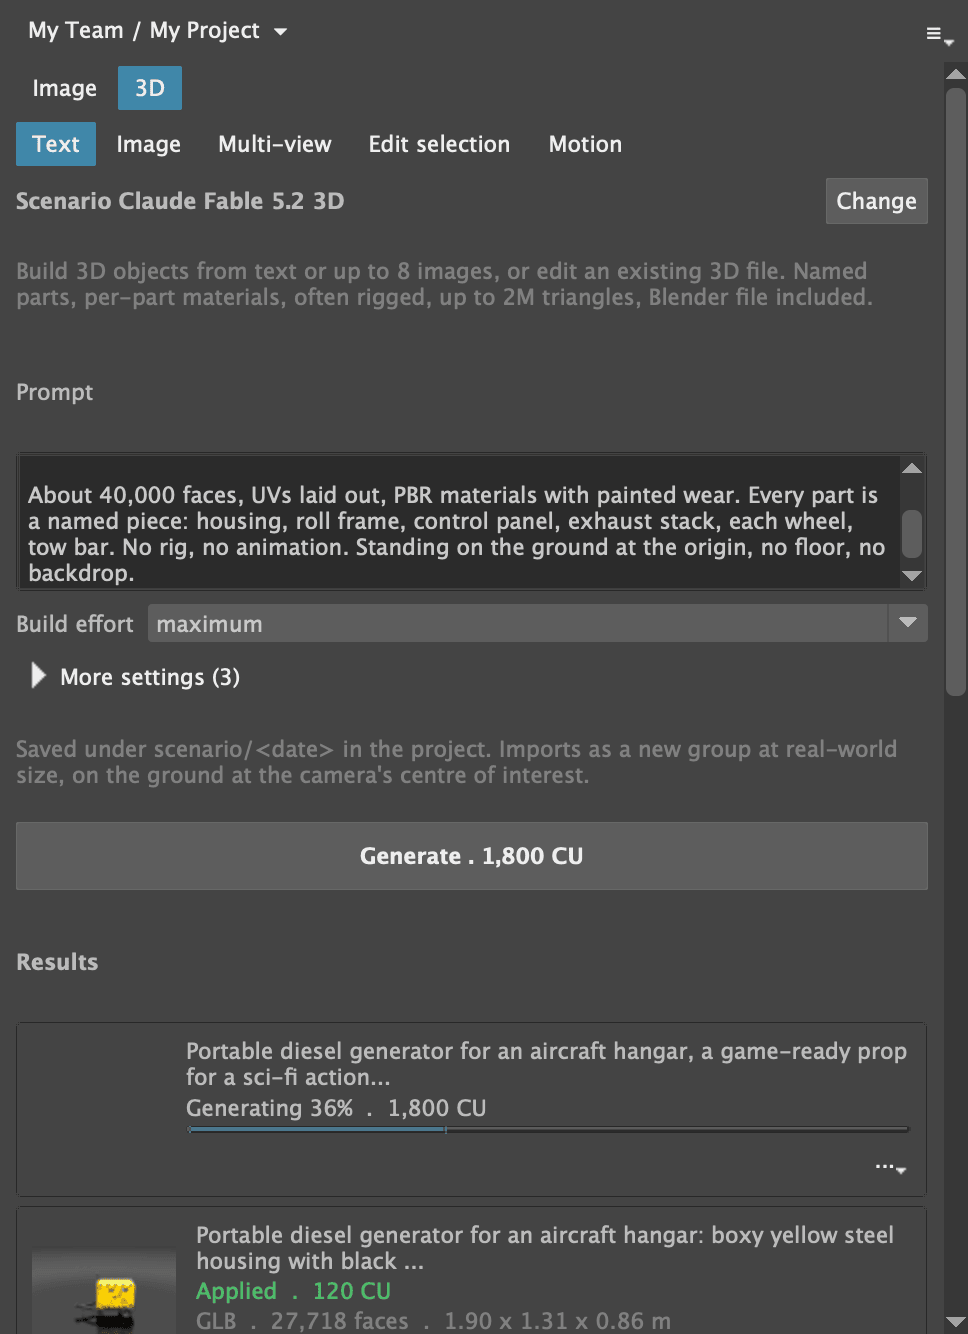 My Team / My Project
Image 3D
Text Image Multi-view Edit selection Motion
Scenario Claude Fable 5.2 3D
Change
Build 3D objects from text or up to 8 images, or edit an existing 3D file. Named
parts, per-part materials, often rigged, up to 2M triangles, Blender file included.
Prompt
About 40,000 faces, UVs laid out, PBR materials with painted wear. Every part is
a named piece: housing, roll frame, control panel, exhaust stack, each wheel,
tow bar. No rig, no animation. Standing on the ground at the origin, no floor, no
backdrop.
Build effort maximum
More settings (3)
Saved under scenario/<date> in the project. Imports as a new group at real-world
size, on the ground at the camera's centre of interest.
Generate . 1,800 CU
Results
Portable diesel generator for an aircraft hangar, a game-ready prop
for a sci-fi action...
Generating 36% . 1,800 CU
...
Portable diesel generator for an aircraft hangar: boxy yellow steel
housing with black ...
Applied . 120 CU
GLB . 27,718 faces . 1.90 x 1.31 x 0.86 m